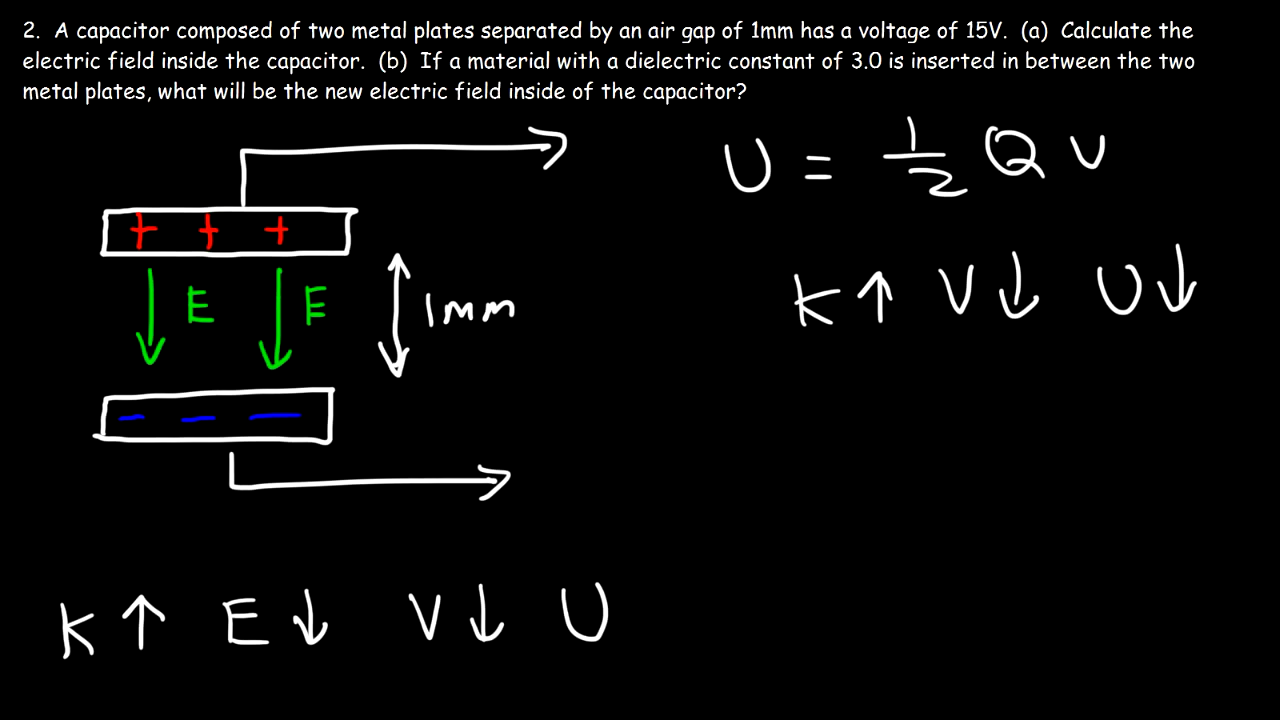 2. A capacitor composed of two metal plates separated by an air gap of 1mm has a voltage of 15V. (a) Calculate the
electric field inside the capacitor. (b) If a material with a dielectric constant of 3.0 is inserted in between the two
metal plates, what will be the new electric field inside of the capacitor?
U = 1/2 Q V
+ + +
E E 1mm
K ↑ V ↓ U ↓
- - -
K ↑ E ↓ V ↓ U